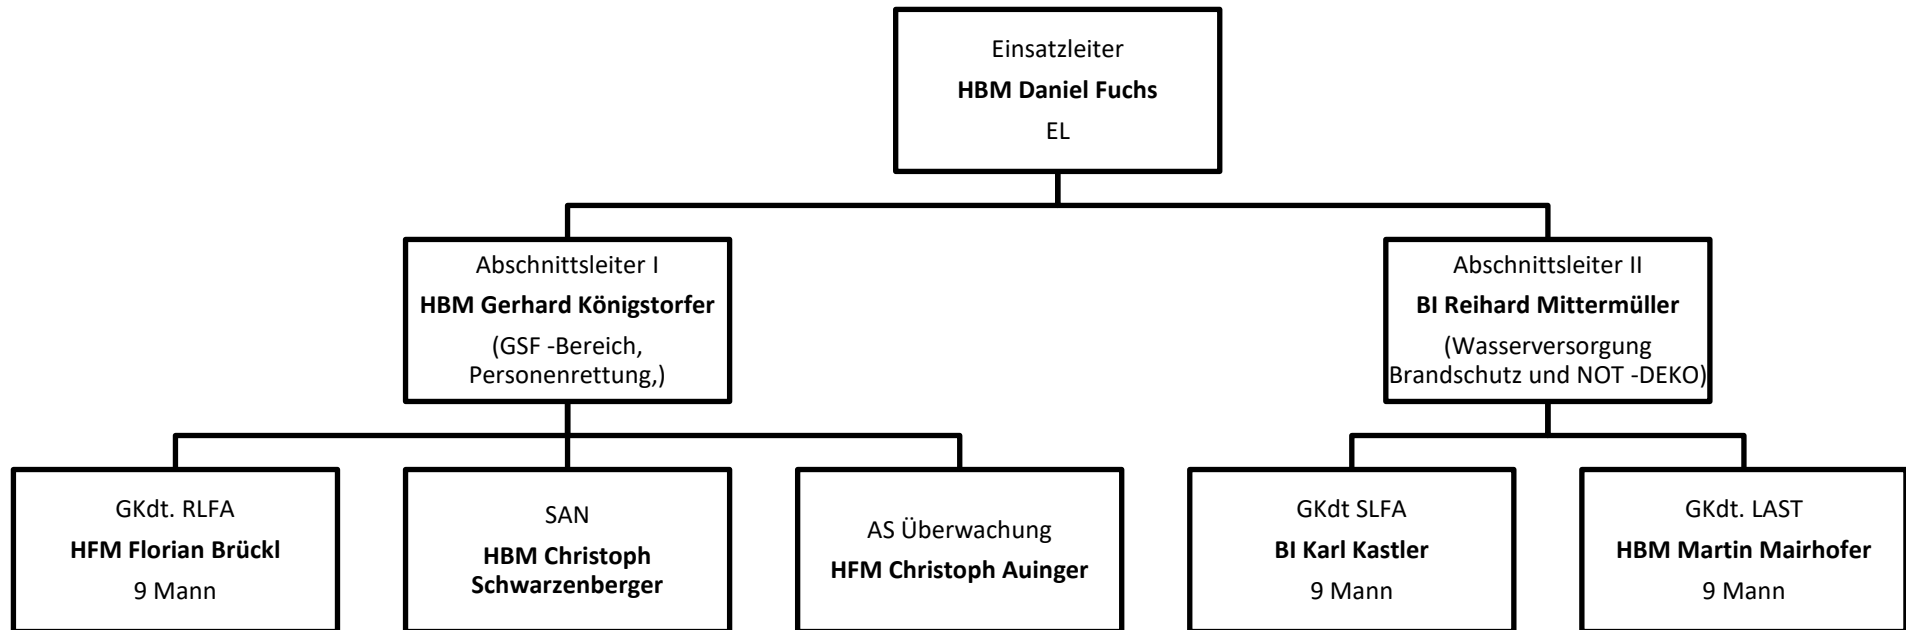 Einsatzleiter
HBM Daniel Fuchs
EL
Abschnittsleiter I
HBM Gerhard Königstorfer
(GSF -Bereich,
Personenrettung,)
Abschnittsleiter II
BI Reihard Mittermüller
(Wasserversorgung
Brandschutz und NOT -DEKO)
GKdt. RLFA
HFM Florian Brückl
9 Mann
SAN
HBM Christoph
Schwarzenberger
AS Überwachung
HFM Christoph Auinger
GKdt SLFA
BI Karl Kastler
9 Mann
GKdt. LAST
HBM Martin Mairhofer
9 Mann